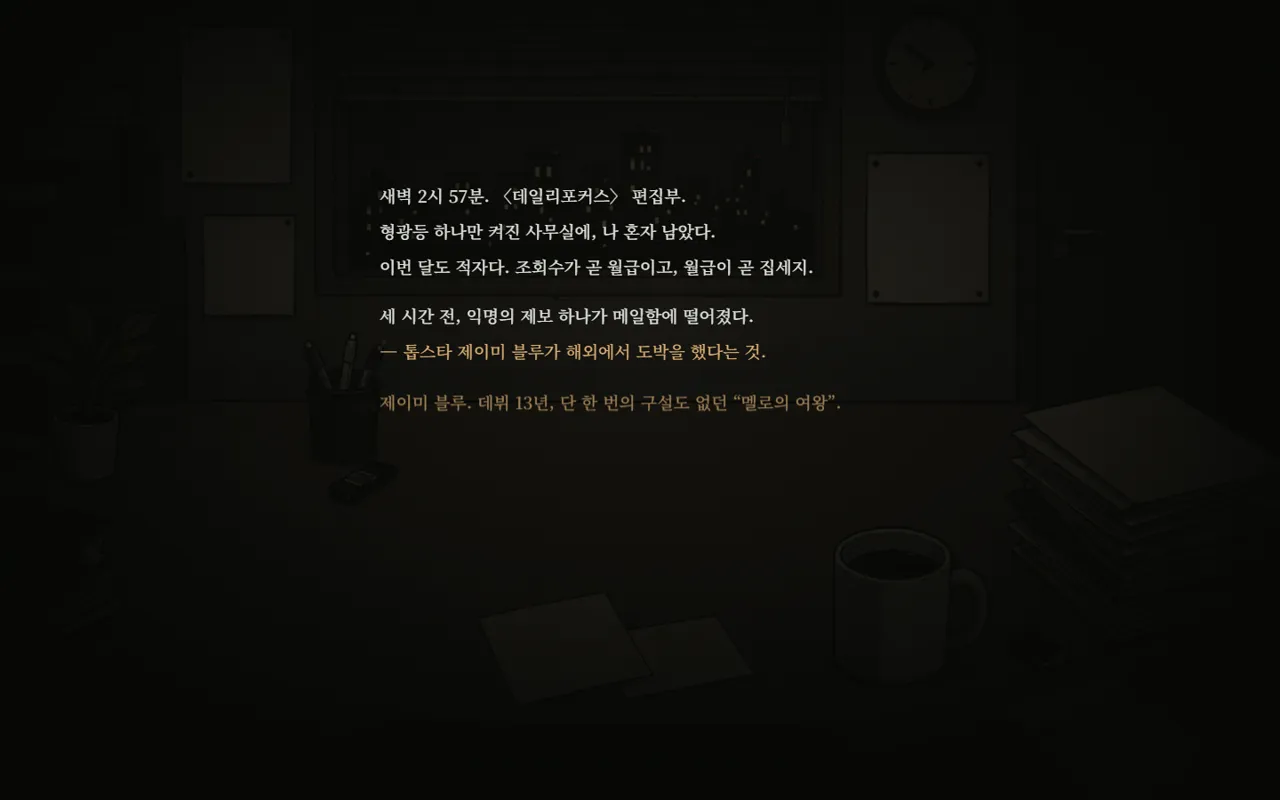 새벽 2시 57분. 〈데일리포커스〉 편집부.
형광등 하나만 켜진 사무실에, 나 혼자 남았다.
이번 달도 적자다. 조회수가 곧 월급이고, 월급이 곧 집세지.
세 시간 전, 익명의 제보 하나가 메일함에 떨어졌다.
— 톱스타 제이미 블루가 해외에서 도박을 했다는 것.
제이미 블루. 데뷔 13년, 단 한 번의 구설도 없던 “멜로의 여왕”.